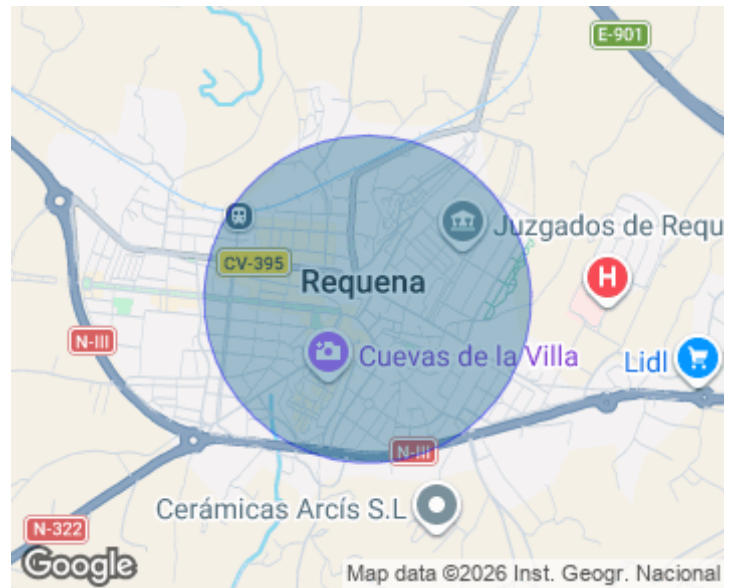 E-901
Juzgados de Requ
CV-395
Requena
H
N-III
Cuevas de la Villa
Lidl
N-III
Cerámicas Arcís S.L
N-322
Google
Map data ©2026 Inst. Geogr. Nacional